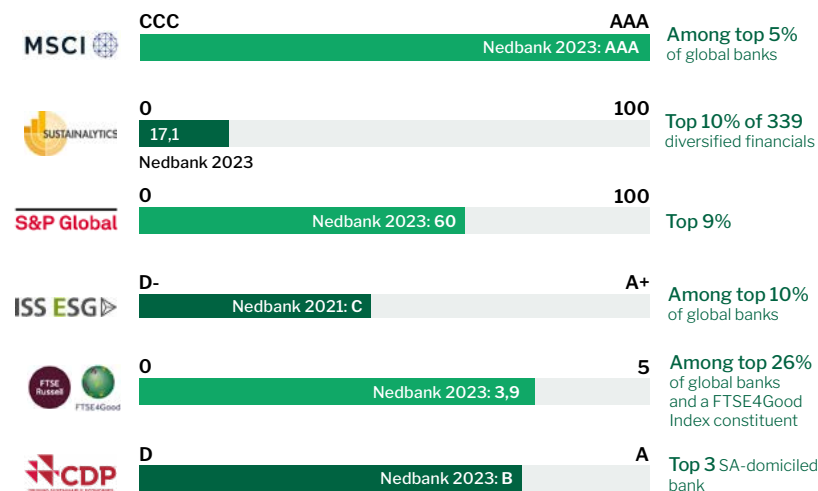 CCC AAA
MSCI
Nedbank 2023: AAA
Among top 5%
of global banks
0 100
SUSTAINALYTICS
17,1
Nedbank 2023
Top 10% of 339
diversified financials
0 100
S&P Global
Nedbank 2023: 60
Top 9%
D- A+
ISS ESG
Nedbank 2021: C
Among top 10%
of global banks
0 5
FTSE
Russell
FTSE4Good
Nedbank 2023: 3,9
Among top 26%
of global banks
and a FTSE4Good
Index constituent
D A
CDP
Nedbank 2023: B
Top 3 SA-domiciled
bank